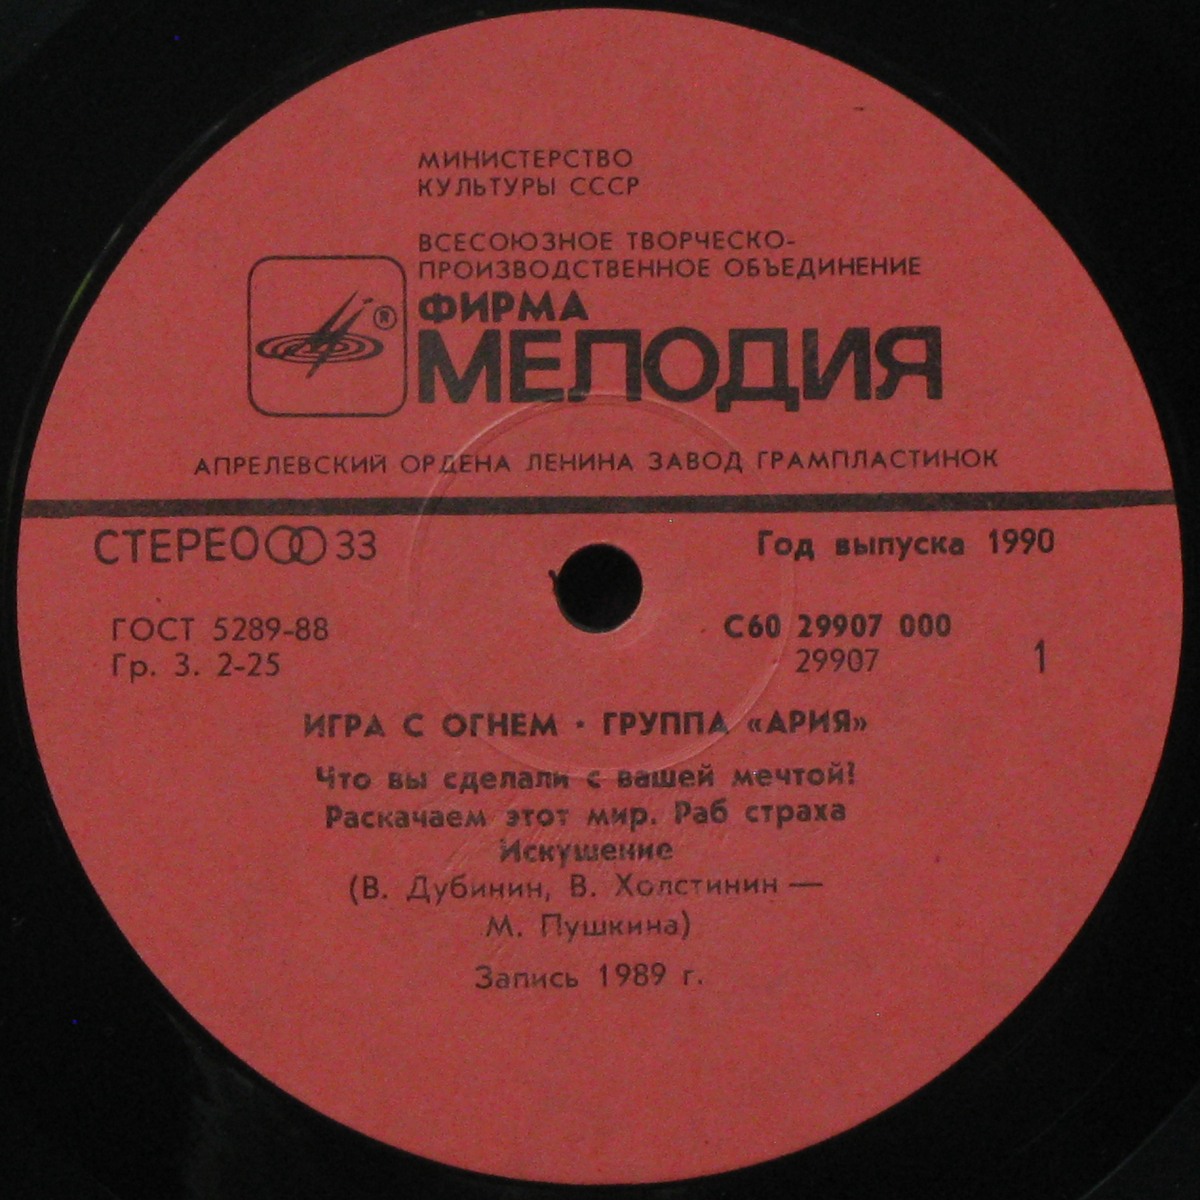 МИНИСТЕРСТВО
КУЛЬТУРЫ СССР
ВСЕСОЮЗНОЕ ТВОРЧЕСКО-
ПРОИЗВОДСТВЕННОЕ ОБЪЕДИНЕНИЕ
®
ФИРМА
МЕЛОДИЯ
АПРЕЛЕВСКИЙ ОРДЕНА ЛЕНИНА ЗАВОД ГРАМПЛАСТИНОК
СТЕРЕО 33
Год выпуска 1990
ГОСТ 5289-88
Гр. 3. 2-25
С60 29907 000
29907
1
ИГРА С ОГНЕМ · ГРУППА «АРИЯ»
Что вы сделали с вашей мечтой!
Раскачаем этот мир. Раб страха
Искушение
(В. Дубинин, В. Холстинин —
М. Пушкина)
Запись 1989 г.